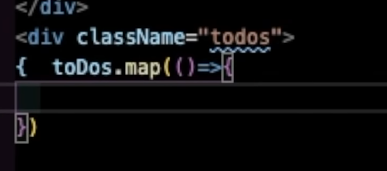 </div>
<div className="todos">
{ toDos.map(()=>{
})